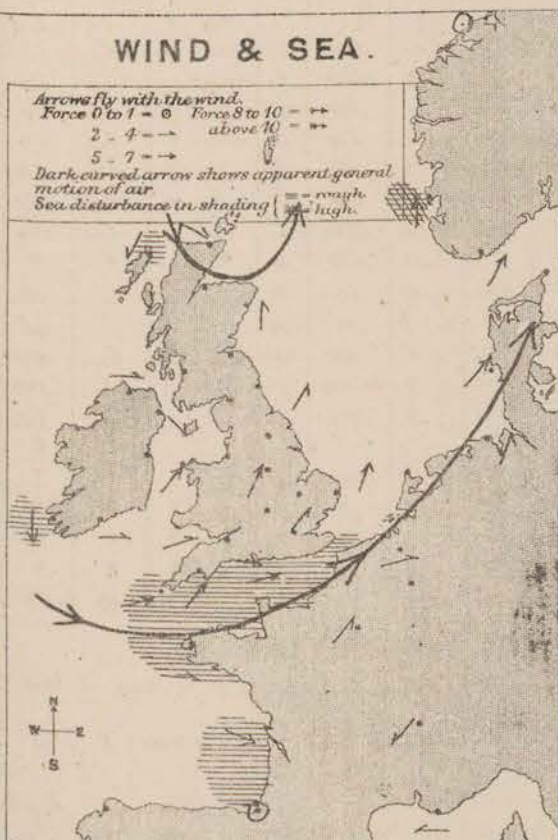 WIND & SEA.
Arrows fly with the wind.
Force 0 to 1 = ⊙ Force 8 to 10 = ↣
2 - 4 = → above 10 = ↣
5 - 7 = →
Dark curved arrow shows apparent general
motion of air
Sea disturbance in shading { = rough
= high.
N
W E
S